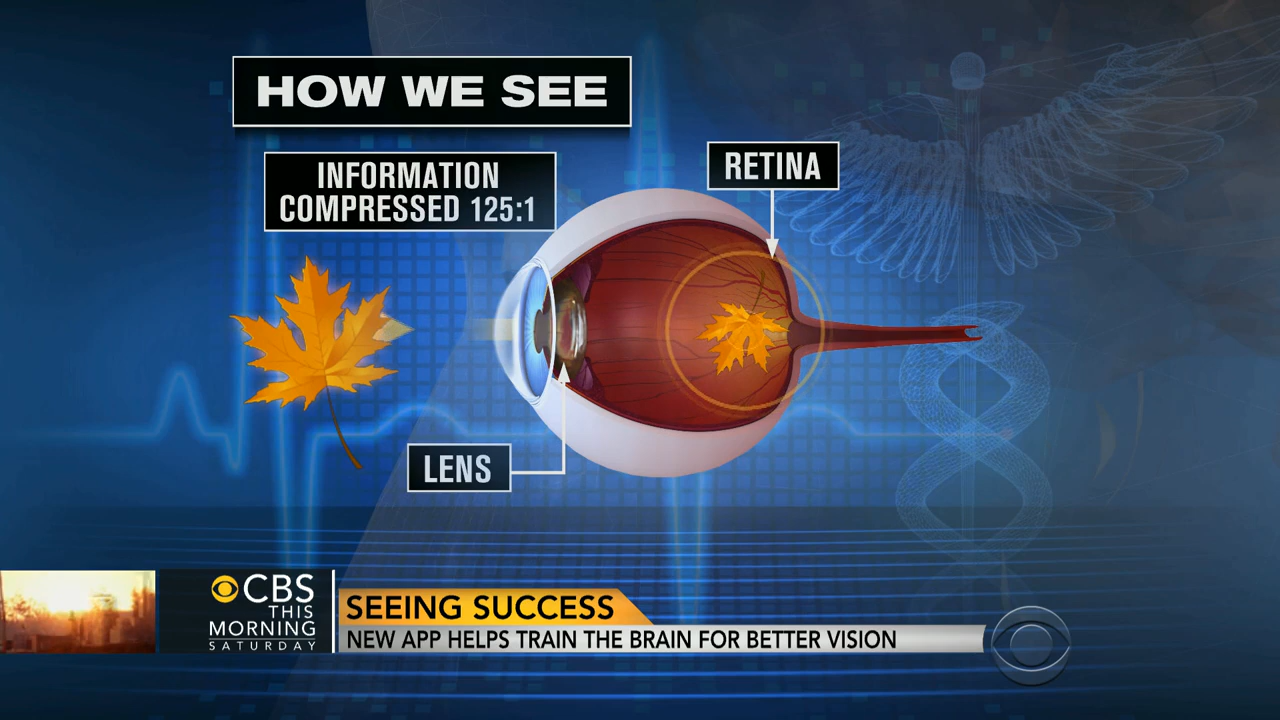 HOW WE SEE
INFORMATION
COMPRESSED 125:1
RETINA
LENS
CBS
THIS
MORNING
SATURDAY
SEEING SUCCESS
NEW APP HELPS TRAIN THE BRAIN FOR BETTER VISION